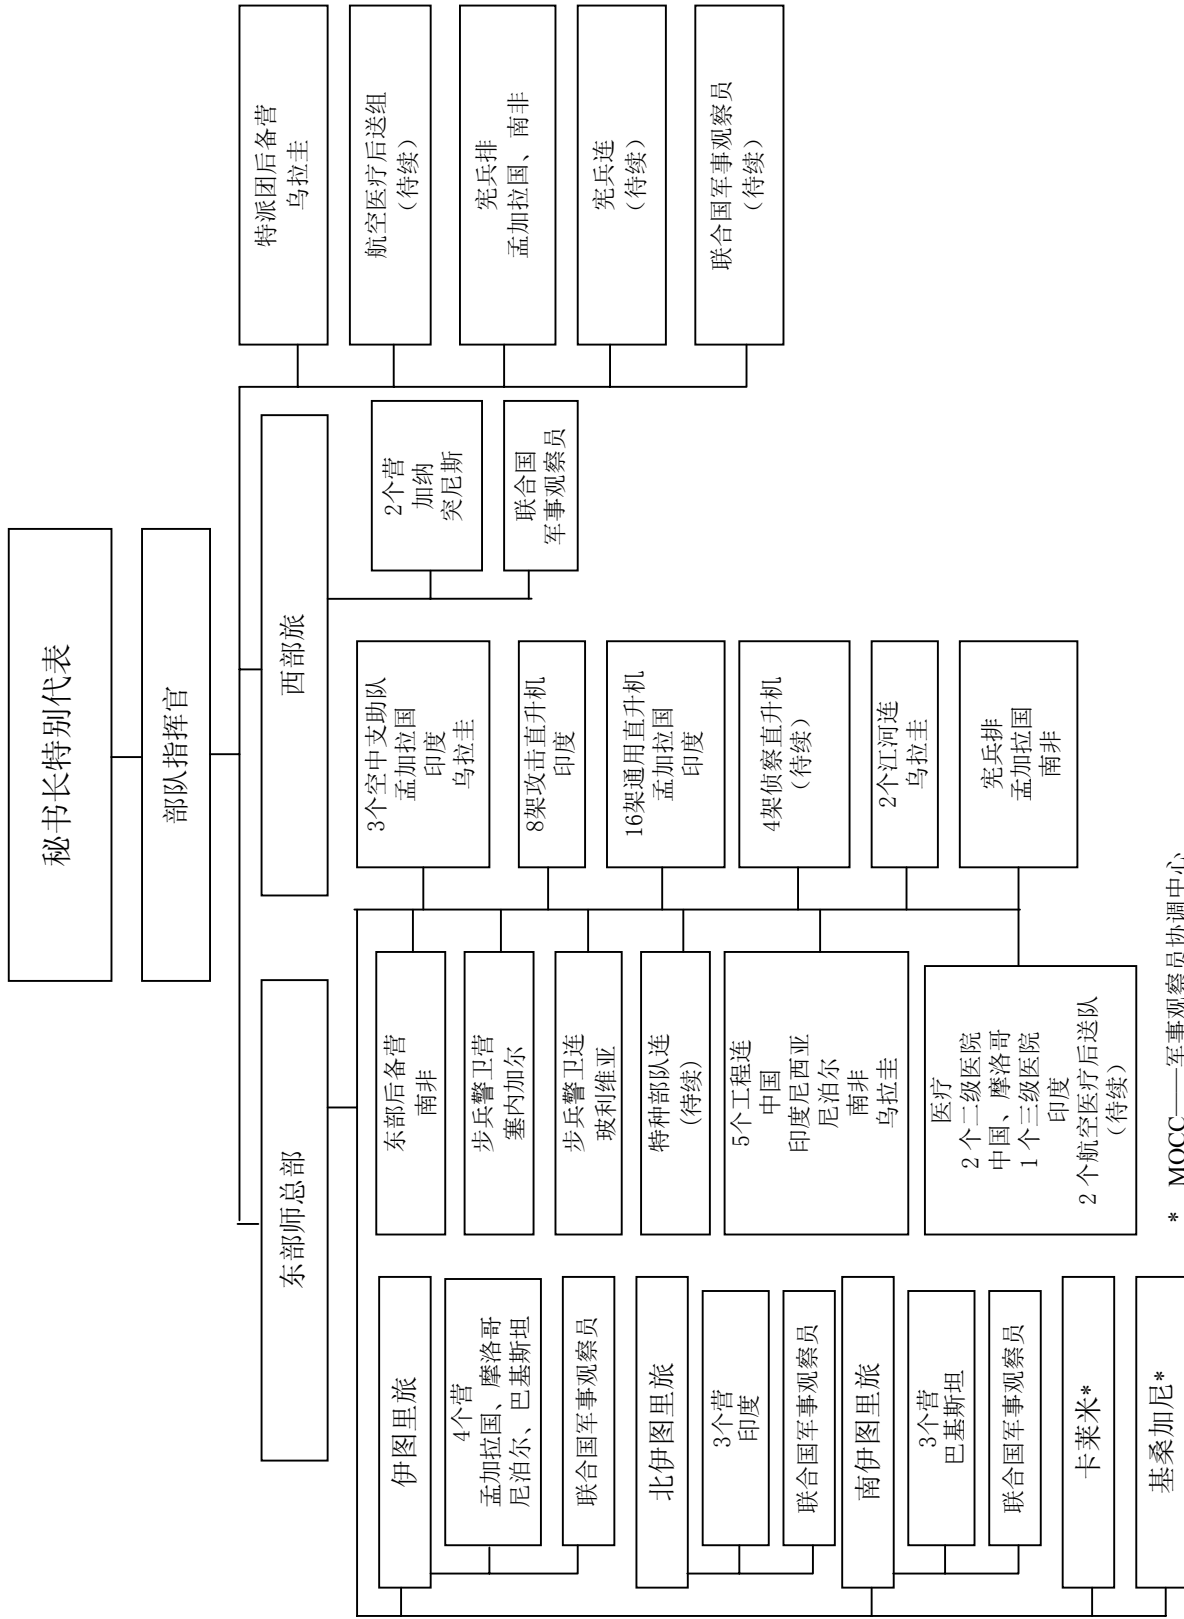 秘书长特别代表
部队指挥官
东部师总部
西部旅
特派团后备营
乌拉圭
航空医疗后送组
(待续)
宪兵排
孟加拉国、南非
宪兵连
(待续)
联合国军事观察员
(待续)
2个营
加纳
突尼斯
联合国
军事观察员
3个空中支助队
孟加拉国
印度
乌拉圭
8架攻击直升机
印度
16架通用直升机
孟加拉国
印度
4架侦察直升机
(待续)
2个江河连
乌拉圭
宪兵排
孟加拉国
南非
东部后备营
南非
步兵警卫营
塞内加尔
步兵警卫连
玻利维亚
特种部队连
(待续)
5个工程连
中国
印度尼西亚
尼泊尔
南非
乌拉圭
医疗
2 个二级医院
中国、摩洛哥
1 个三级医院
印度
2 个航空医疗后送队
(待续)
伊图里旅
4个营
孟加拉国、摩洛哥
尼泊尔、巴基斯坦
联合国军事观察员
北伊图里旅
3个营
印度
联合国军事观察员
南伊图里旅
3个营
巴基斯坦
联合国军事观察员
卡莱米*
基桑加尼*
* MOCC——军事观察员协调中心